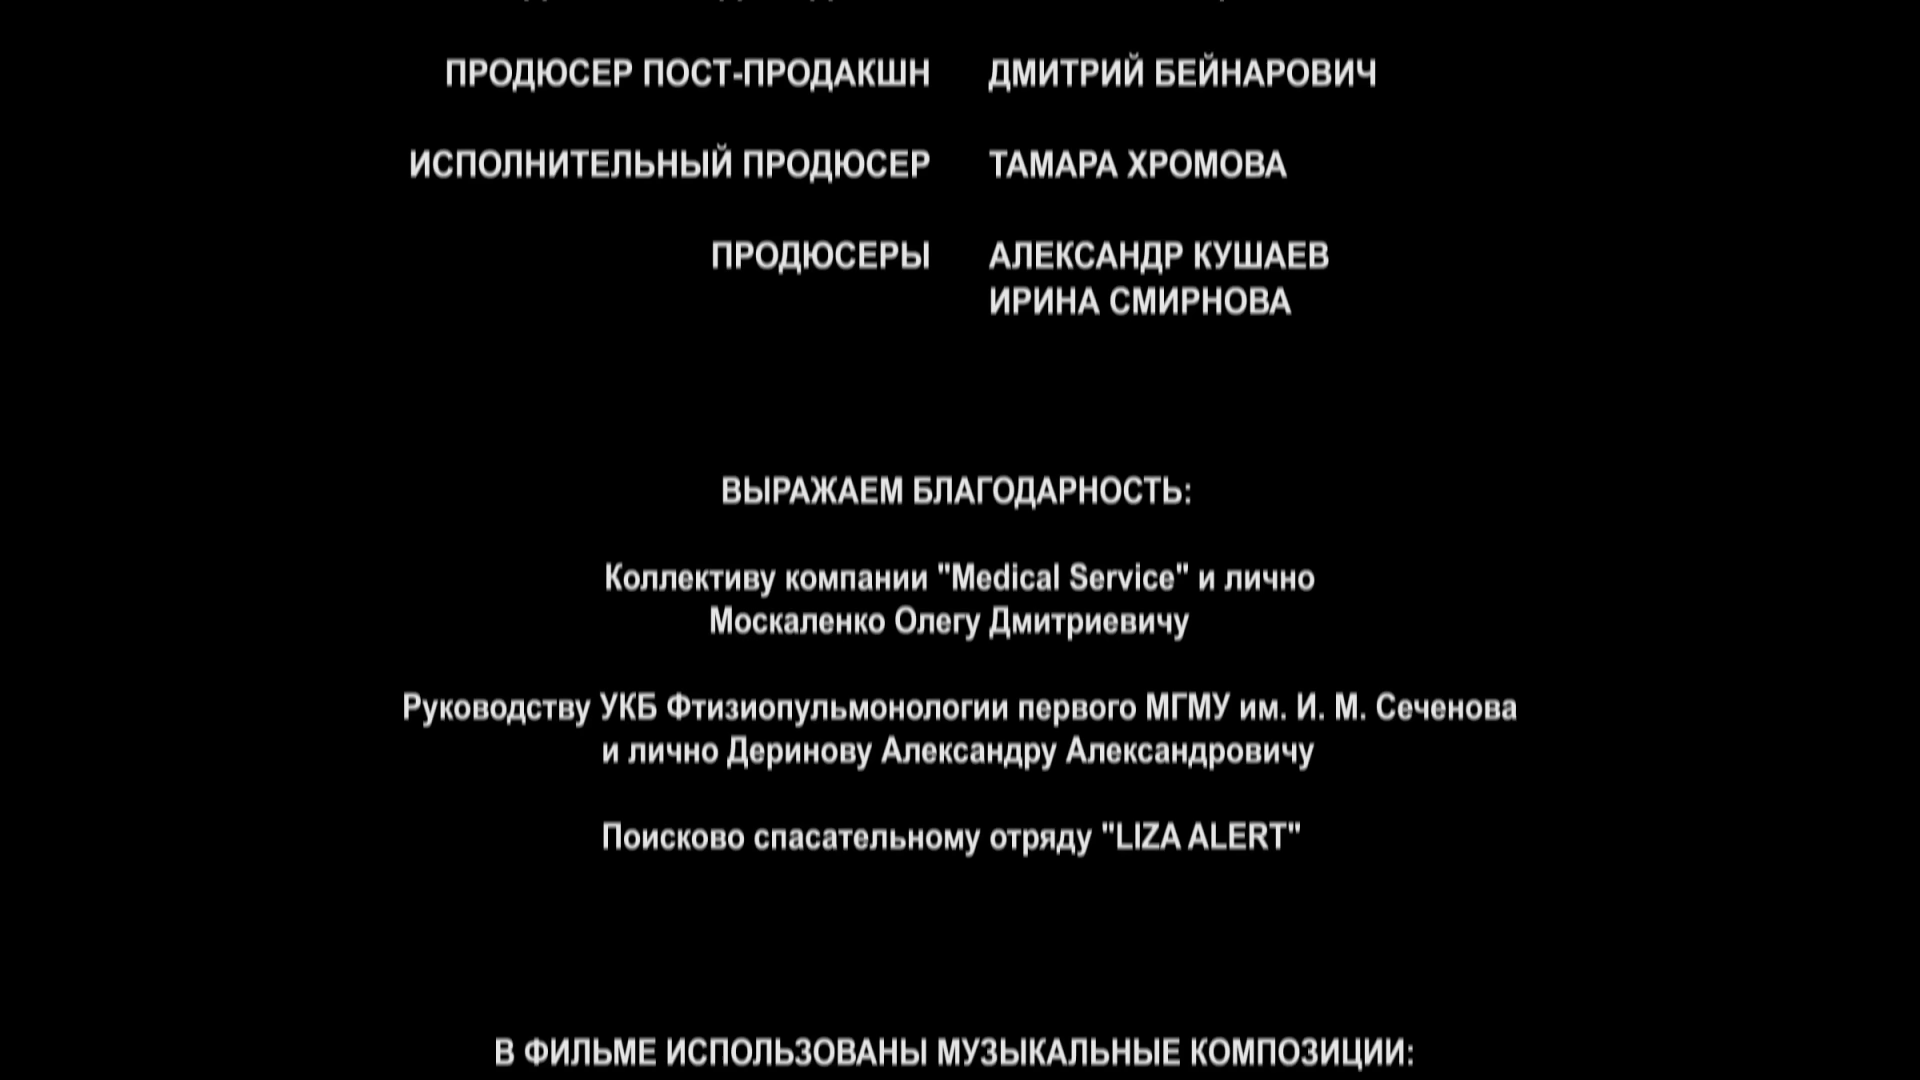 ПРОДЮСЕР ПОСТ-ПРОДАКШН ДМИТРИЙ БЕЙНАРОВИЧ
ИСПОЛНИТЕЛЬНЫЙ ПРОДЮСЕР ТАМАРА ХРОМОВА
ПРОДЮСЕРЫ АЛЕКСАНДР КУШАЕВ
ИРИНА СМИРНОВА
ВЫРАЖАЕМ БЛАГОДАРНОСТЬ:
Коллективу компании "Medical Service" и лично
Москаленко Олегу Дмитриевичу
Руководству УКБ Фтизиопульмонологии первого МГМУ им. И. М. Сеченова
и лично Деринову Александру Александровичу
Поисково спасательному отряду "LIZA ALERT"
В ФИЛЬМЕ ИСПОЛЬЗОВАНЫ МУЗЫКАЛЬНЫЕ КОМПОЗИЦИИ: